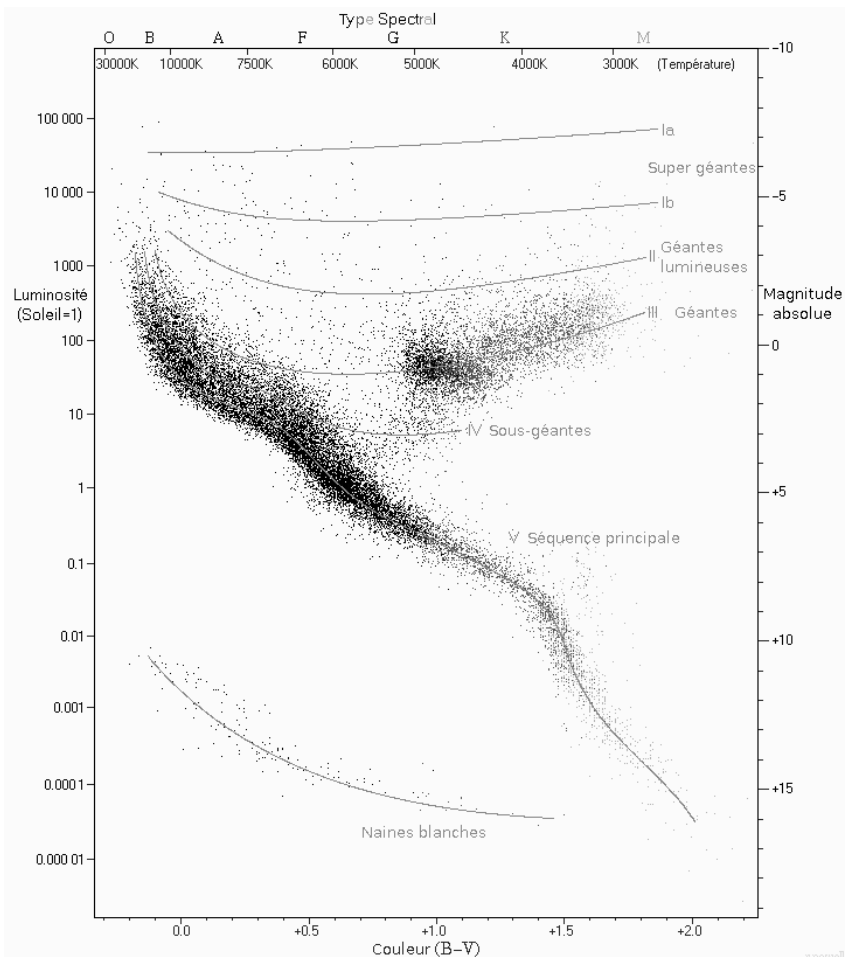 Type Spectral
O B A F G K M
30000K 10000K 7500K 6000K 5000K 4000K 3000K (Température)
-10
100 000
Ia
Super géantes
10 000
-5
Ib
Géantes
II
lumineuses
1000
Luminosité
(Soleil=1)
Magnitude
absolue
III Géantes
100
0
10
IV Sous-géantes
1
+5
V Séquence principale
0.1
0.01
+10
0.001
0.0001
+15
Naines blanches
0.000 01
0.0 +0.5 +1.0 +1.5 +2.0
Couleur (B-V)